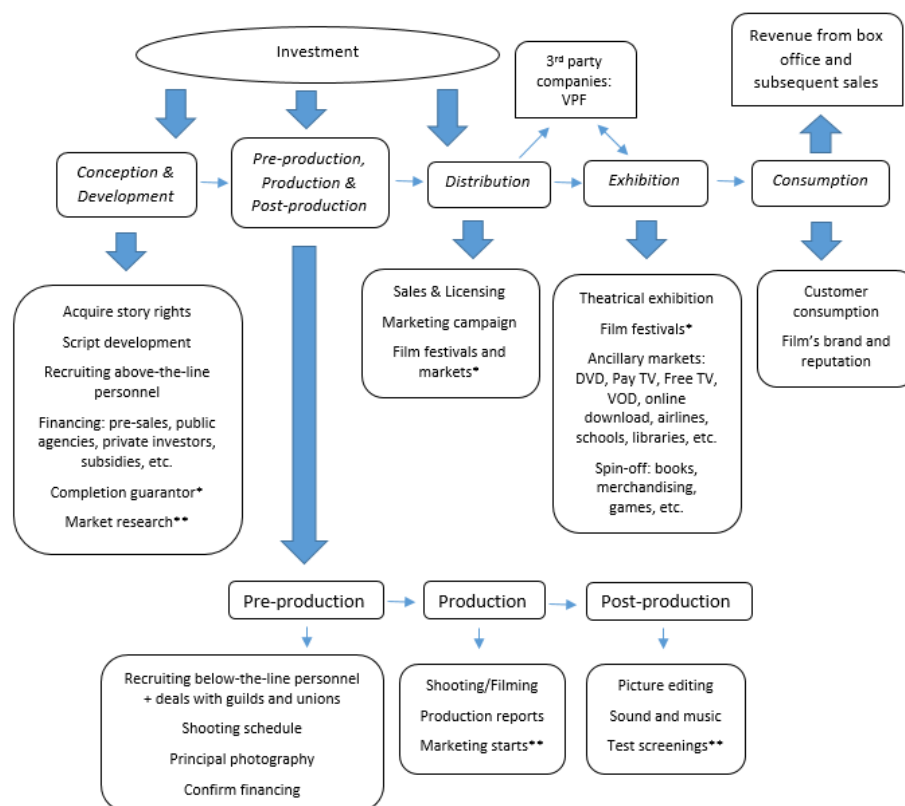 Investment
3rd party
companies:
VPF
Revenue from box
office and
subsequent sales
Conception &
Development
Pre-production,
Production &
Post-production
Distribution
Exhibition
Consumption
Acquire story rights
Script development
Recruiting above-the-line
personnel
Financing: pre-sales, public
agencies, private investors,
subsidies, etc.
Completion guarantor*
Market research**
Sales & Licensing
Marketing campaign
Film festivals and
markets*
Theatrical exhibition
Film festivals*
Ancillary markets:
DVD, Pay TV, Free TV,
VOD, online
download, airlines,
schools, libraries, etc.
Spin-off: books,
merchandising,
games, etc.
Customer
consumption
Film's brand and
reputation
Pre-production
Production
Post-production
Recruiting below-the-line personnel
+ deals with guilds and unions
Shooting schedule
Principal photography
Confirm financing
Shooting/Filming
Production reports
Marketing starts**
Picture editing
Sound and music
Test screenings**